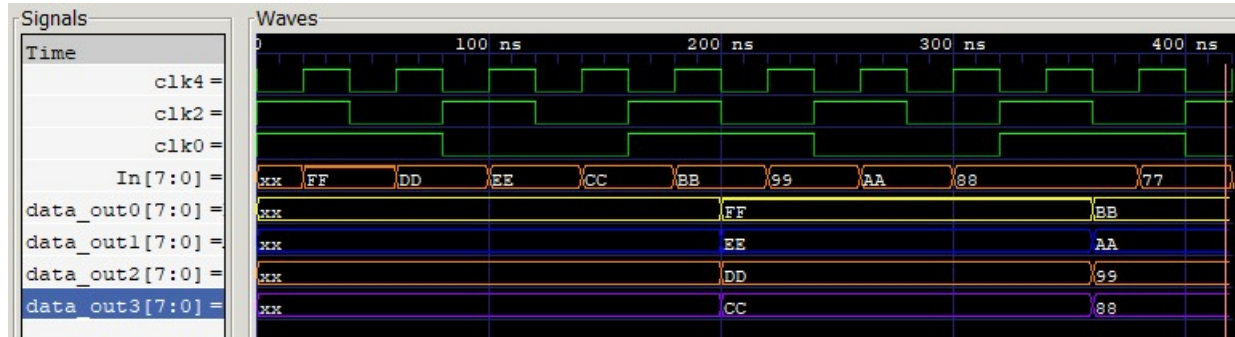 Signals Waves
Time 0 100 ns 200 ns 300 ns 400 ns
clk4 =
clk2 =
clk0 =
In[7:0] = xx FF DD EE CC BB 99 AA 88 77
data_out0[7:0] = xx FF BB
data_out1[7:0] = xx EE AA
data_out2[7:0] = xx DD 99
data_out3[7:0] = xx CC 88